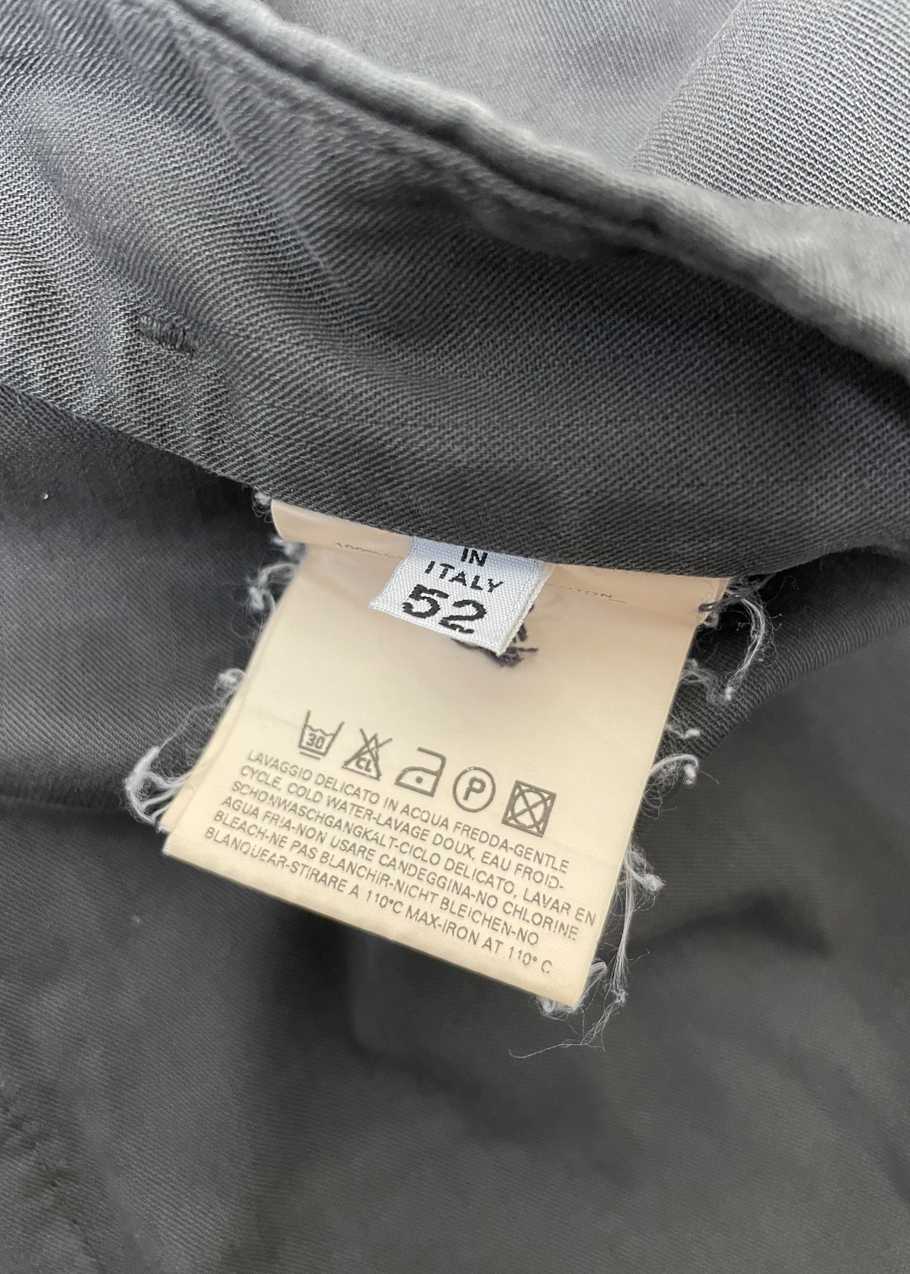 IN
ITALY
52
30
CL
P
LAVAGGIO DELICATO IN ACQUA FREDDA-GENTLE
CYCLE, COLD WATER-LAVAGE DOUX, EAU FROID-
SCHONWASCHGANGKALT-CICLO DELICATO, LAVAR EN
AGUA FRIA-NON USARE CANDEGGINA-NO CHLORINE
BLEACH-NE PAS BLANCHIR-NICHT BLEICHEN-NO
BLANQUEAR-STIRARE A 110°C MAX-IRON AT 110° C